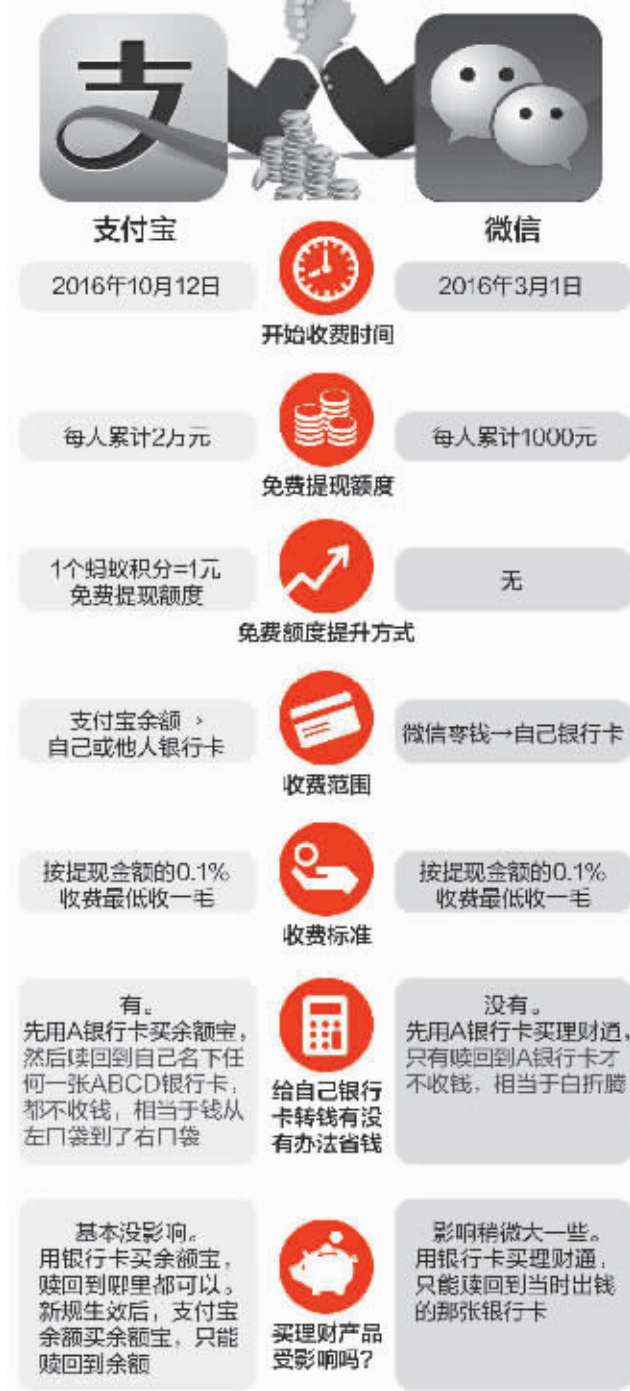 支
支付宝
微信
2016年10月12日
2016年3月1日
开始收费时间
每人累计2万元
每人累计1000元
免费提现额度
1个蚂蚁积分=1元
免费提现额度
无
免费额度提升方式
支付宝余额 ›
自己或他人银行卡
微信零钱→自己银行卡
收费范围
按提现金额的0.1%
收费最低收一毛
按提现金额的0.1%
收费最低收一毛
收费标准
有。
先用A银行卡买余额宝,
然后赎回到自己名下任
何一张ABCD银行卡,
都不收钱,相当于钱从
左口袋到了右口袋
给自己银行
卡转钱有没
有办法省钱
没有。
先用A银行卡买理财通,
只有赎回到A银行卡才
不收钱,相当于白折腾
基本没影响。
用银行卡买余额宝,
赎回到哪里都可以。
新规生效后,支付宝
余额买余额宝,只能
赎回到余额
买理财产品
受影响吗?
影响稍微大一些。
用银行卡买理财通,
只能赎回到当时出钱
的那张银行卡